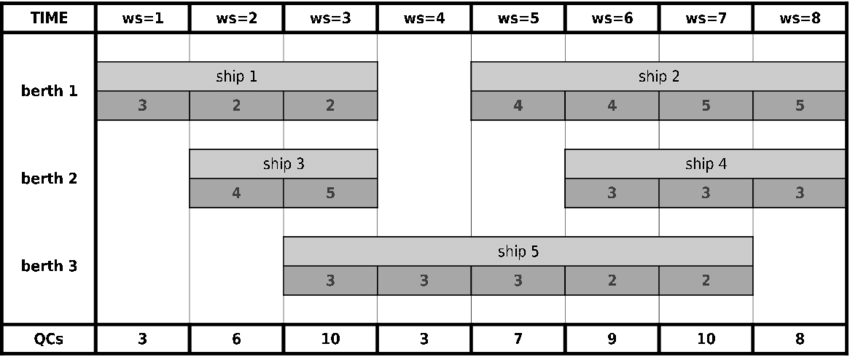 TIME ws=1 ws=2 ws=3 ws=4 ws=5 ws=6 ws=7 ws=8
berth 1
ship 1 ship 2
3 2 2 4 4 5 5
berth 2
ship 3 ship 4
4 5 3 3 3
berth 3
ship 5
3 3 3 2 2
QCs 3 6 10 3 7 9 10 8